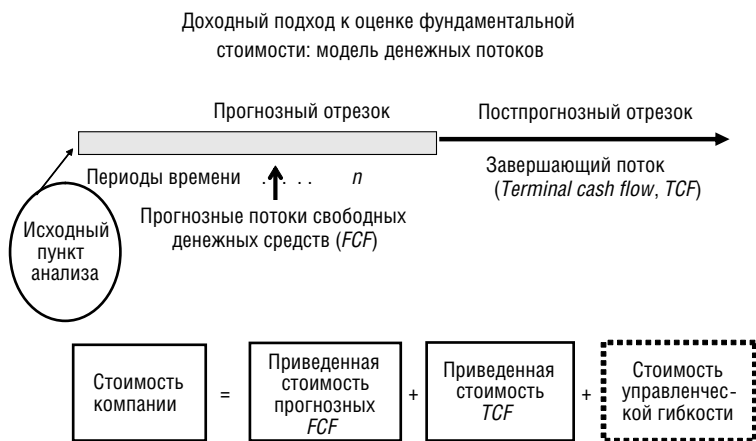 Доходный подход к оценке фундаментальной
стоимости: модель денежных потоков
Прогнозный отрезок
Постпрогнозный отрезок
Периоды времени . . . . . n
Завершающий поток
(Terminal cash flow, TCF)
Прогнозные потоки свободных
денежных средств (FCF)
Исходный
пункт
анализа
Стоимость
компании
=
Приведенная
стоимость
прогнозных
FCF
+
Приведенная
стоимость
TCF
+
Стоимость
управленчес-
кой гибкости